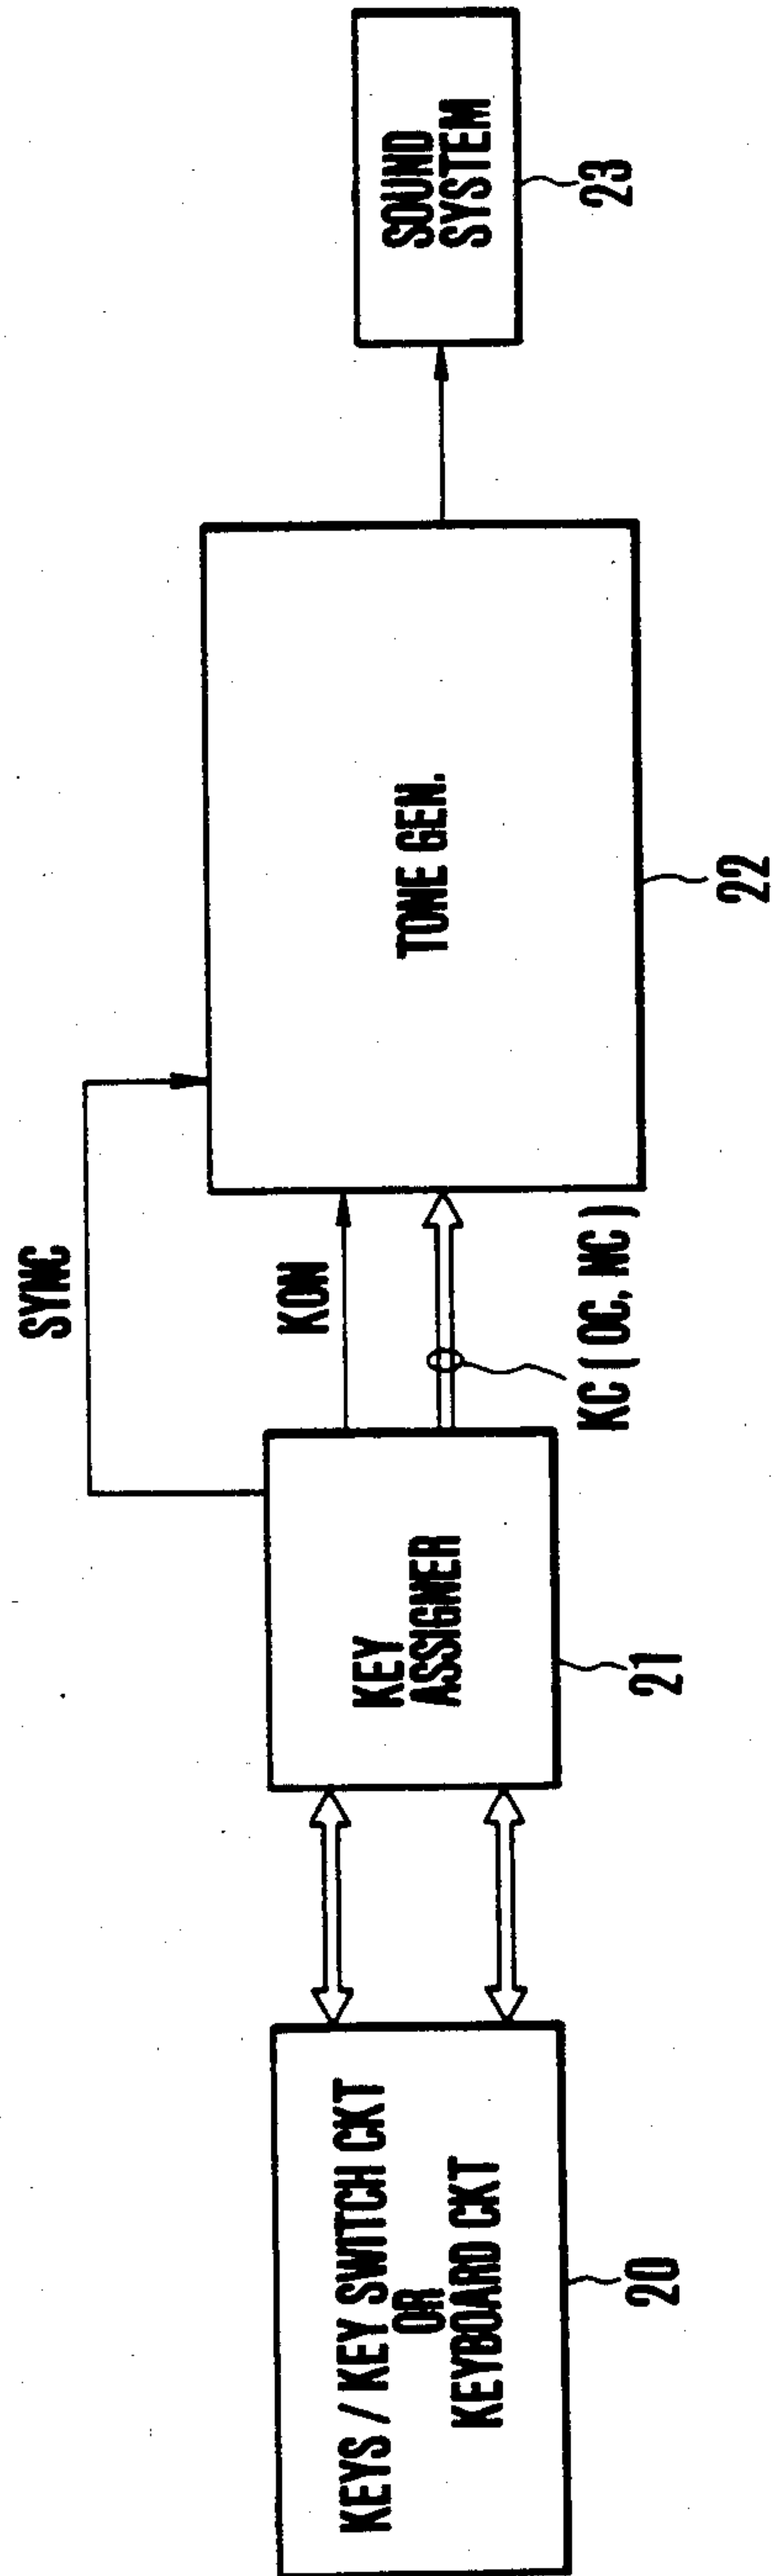 KEYS / KEY SWITCH CKT
OR
KEYBOARD CKT
20
KEY
ASSIGNER
21
SYNC
KON
KC ( OC, NC )
TONE GEN.
22
SOUND
SYSTEM
23